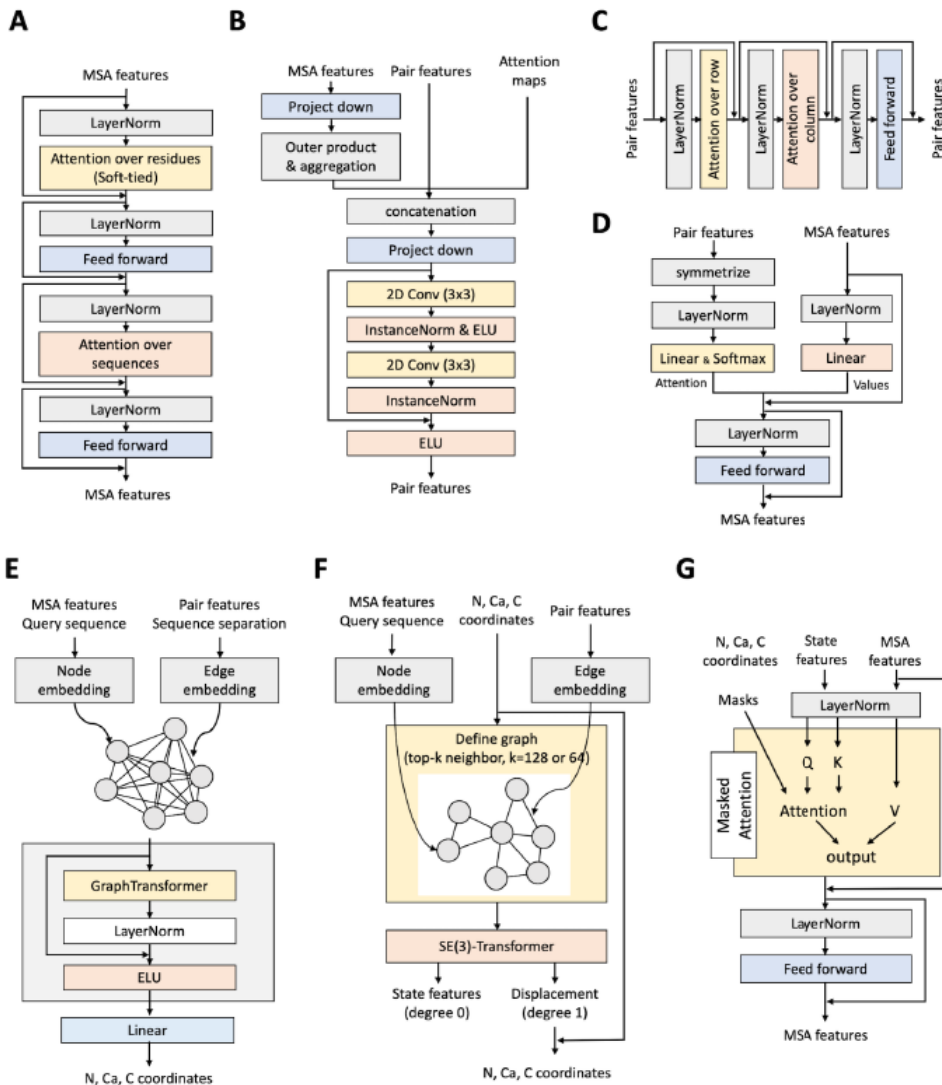 A
MSA features
LayerNorm
Attention over residues
(Soft-tied)
LayerNorm
Feed forward
LayerNorm
Attention over
sequences
LayerNorm
Feed forward
MSA features
B
MSA features
Pair features
Attention
maps
Project down
Outer product
& aggregation
concatenation
Project down
2D Conv (3x3)
InstanceNorm & ELU
2D Conv (3x3)
InstanceNorm
ELU
Pair features
C
Pair features
LayerNorm
Attention over row
LayerNorm
Attention over
column
LayerNorm
Feed forward
Pair features
D
Pair features
MSA features
symmetrize
LayerNorm
LayerNorm
Linear & Softmax
Linear
Attention
Values
LayerNorm
Feed forward
MSA features
E
MSA features
Query sequence
Pair features
Sequence separation
Node
embedding
Edge
embedding
GraphTransformer
LayerNorm
ELU
Linear
N, Ca, C coordinates
F
MSA features
Query sequence
N, Ca, C
coordinates
Pair features
Node
embedding
Edge
embedding
Define graph
(top-k neighbor, k=128 or 64)
SE(3)-Transformer
State features
(degree 0)
Displacement
(degree 1)
N, Ca, C coordinates
G
N, Ca, C
coordinates
State
features
MSA
features
Masks
LayerNorm
Masked
Attention
Q
K
Attention
V
output
LayerNorm
Feed forward
MSA features